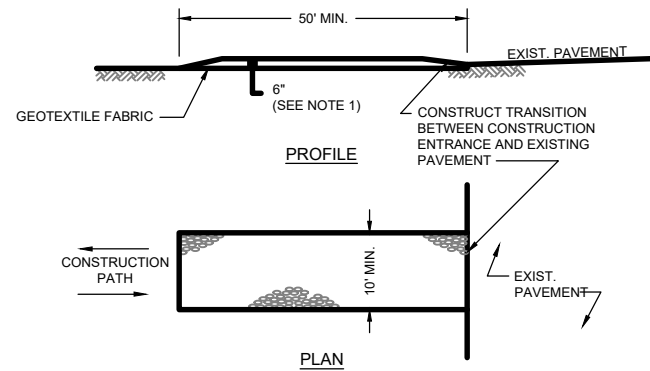 50' MIN.
EXIST. PAVEMENT
6"
(SEE NOTE 1)
GEOTEXTILE FABRIC
CONSTRUCT TRANSITION
BETWEEN CONSTRUCTION
ENTRANCE AND EXISTING
PAVEMENT
PROFILE
CONSTRUCTION
PATH
10' MIN.
EXIST.
PAVEMENT
PLAN